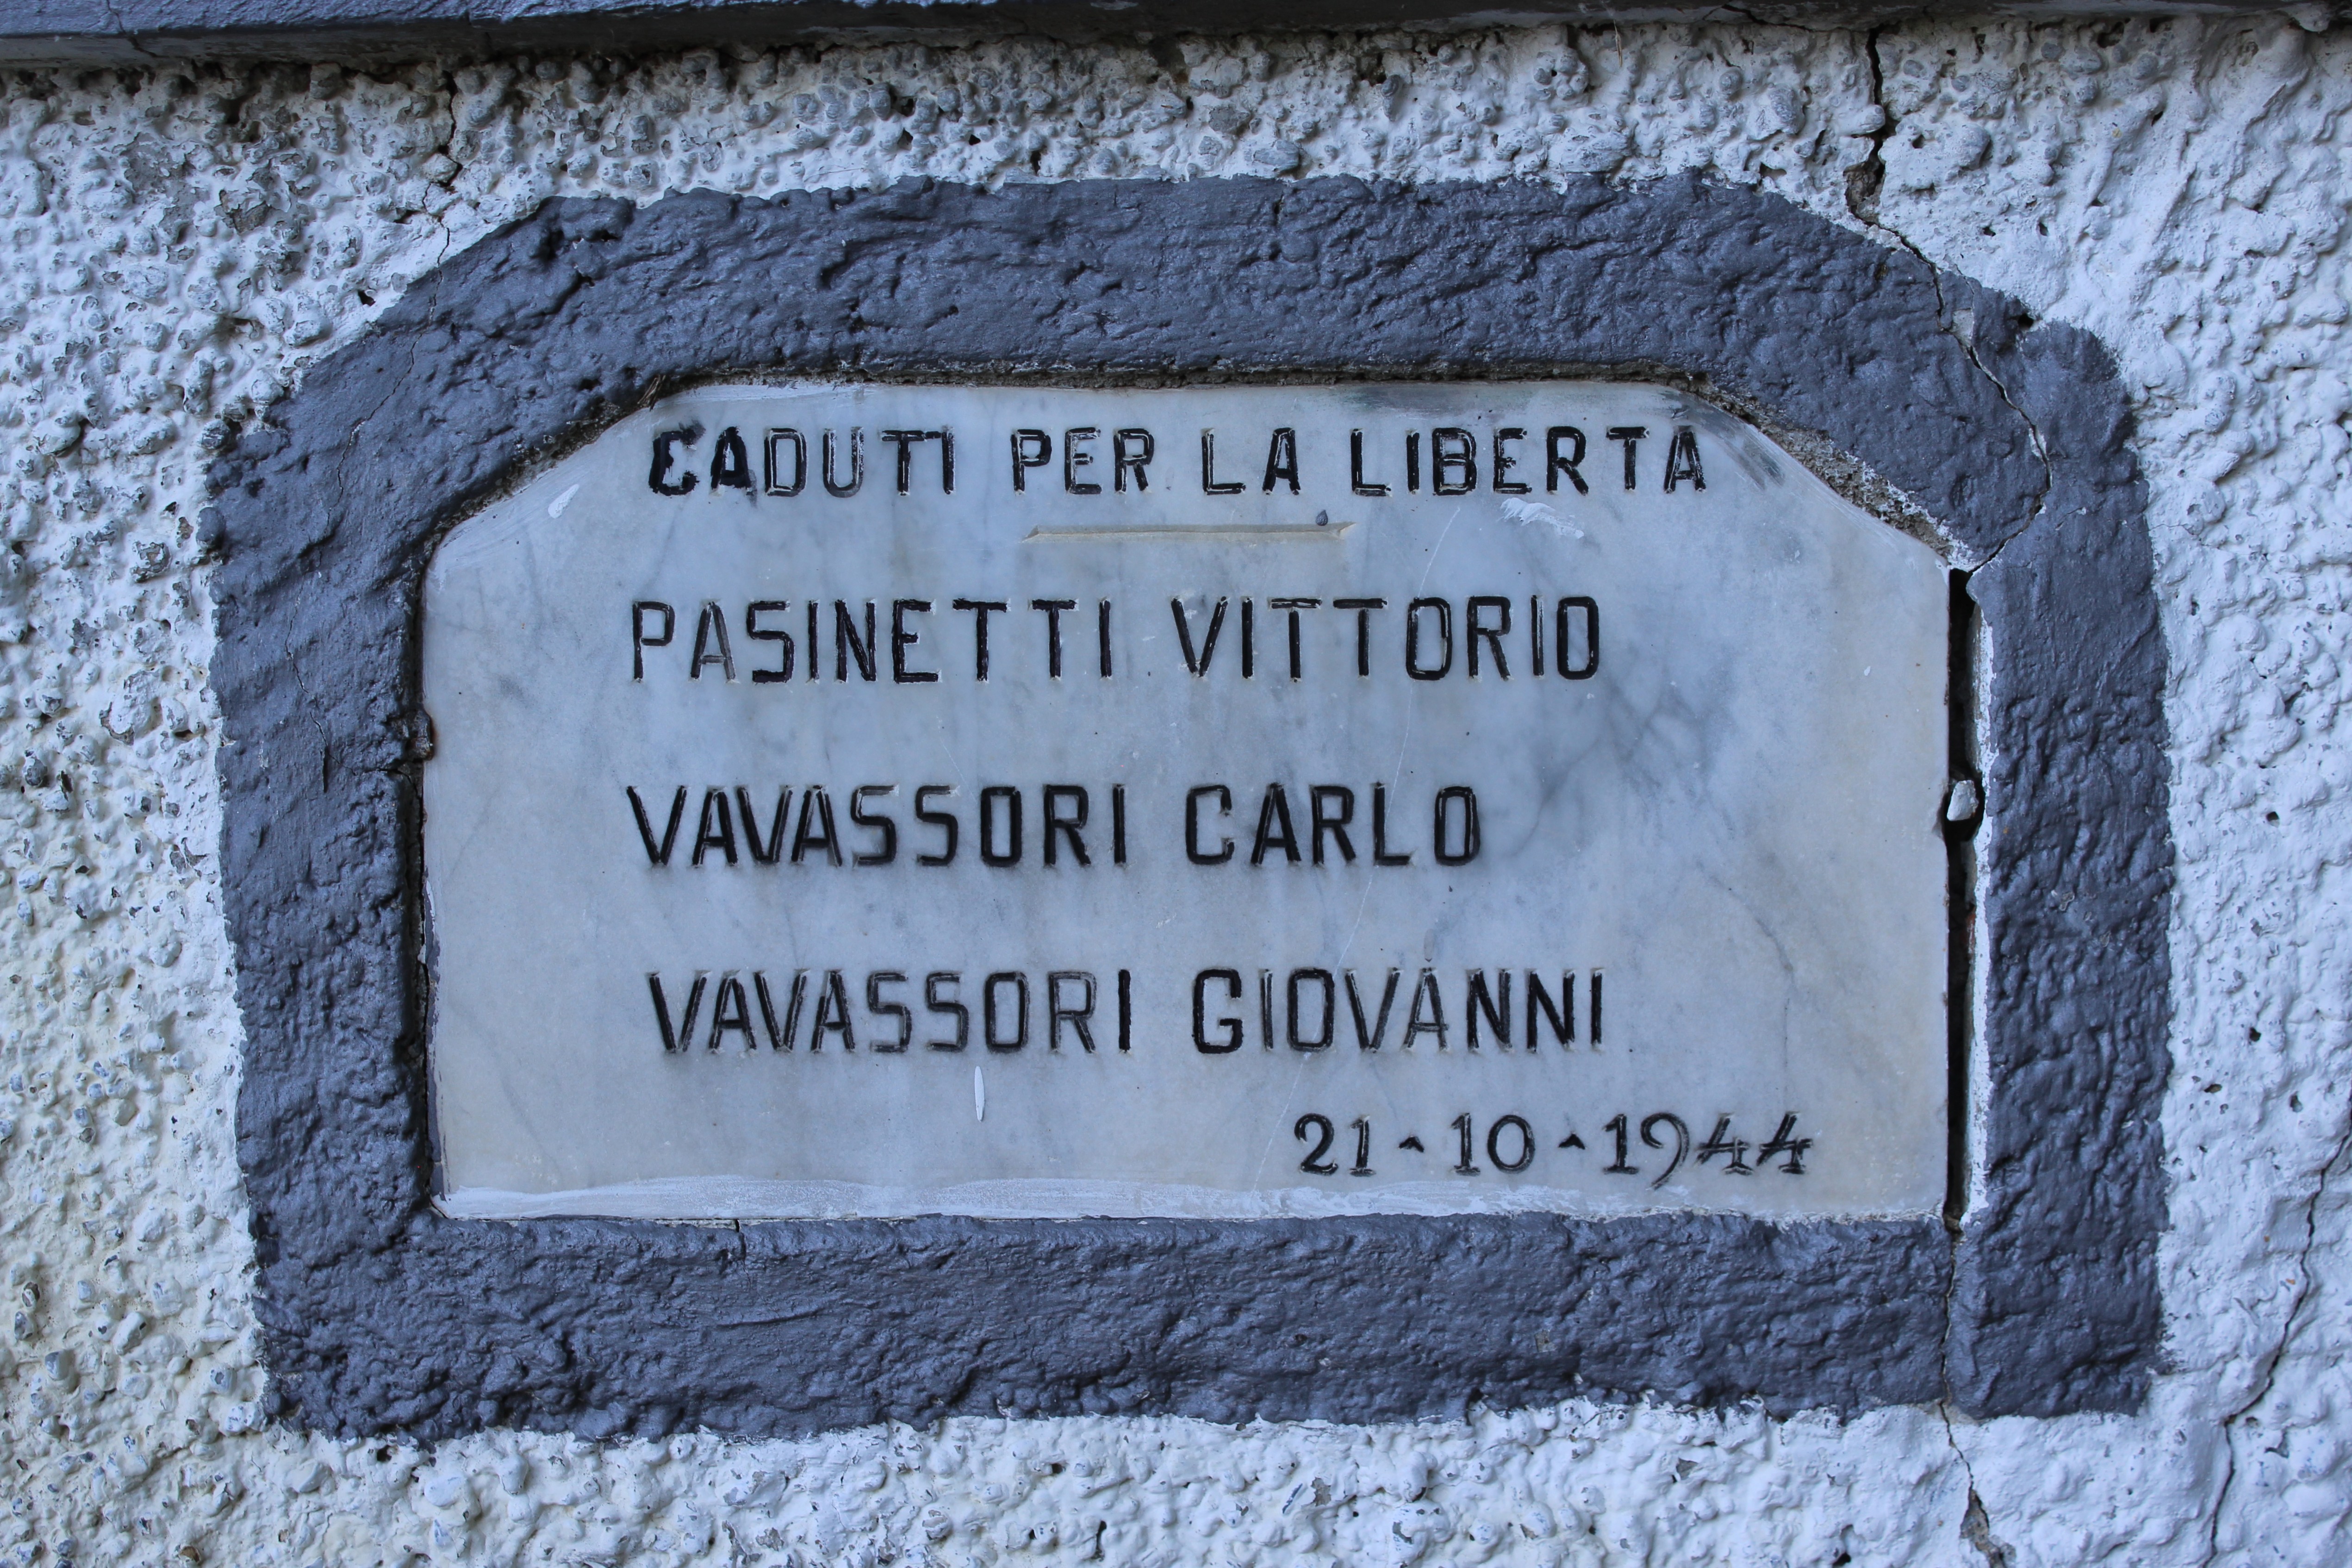 CADUTI PER LA LIBERTA
PASINETTI VITTORIO
VAVASSORI CARLO
VAVASSORI GIOVANNI
21-10-1944